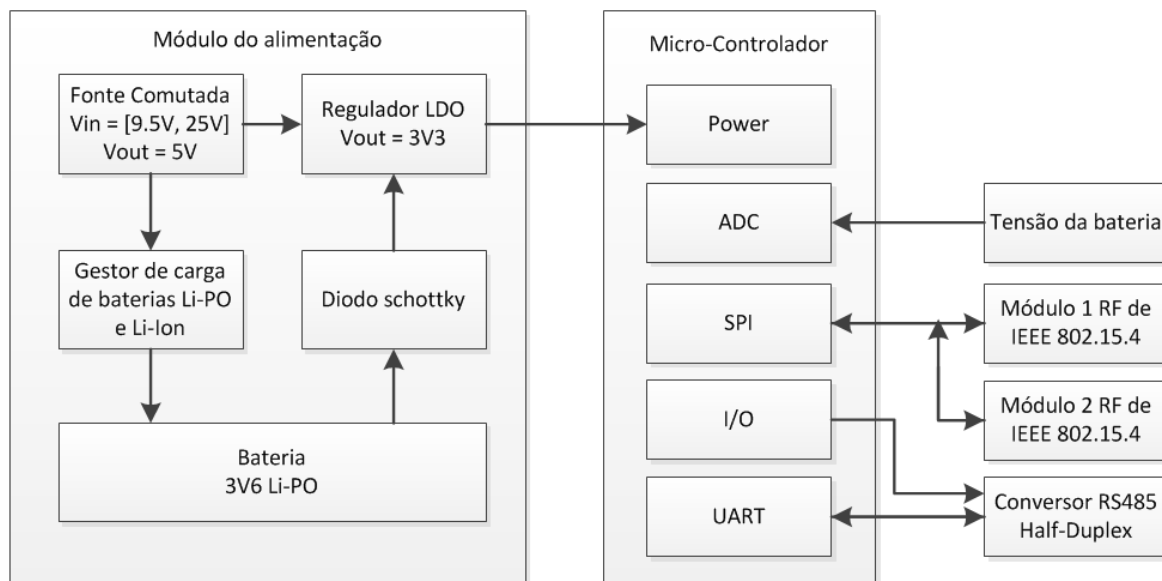 Módulo do alimentação
Fonte Comutada
Vin = [9.5V, 25V]
Vout = 5V
Regulador LDO
Vout = 3V3
Gestor de carga
de baterias Li-PO
e Li-Ion
Diodo schottky
Bateria
3V6 Li-PO
Micro-Controlador
Power
ADC
SPI
I/O
UART
Tensão da bateria
Módulo 1 RF de
IEEE 802.15.4
Módulo 2 RF de
IEEE 802.15.4
Conversor RS485
Half-Duplex